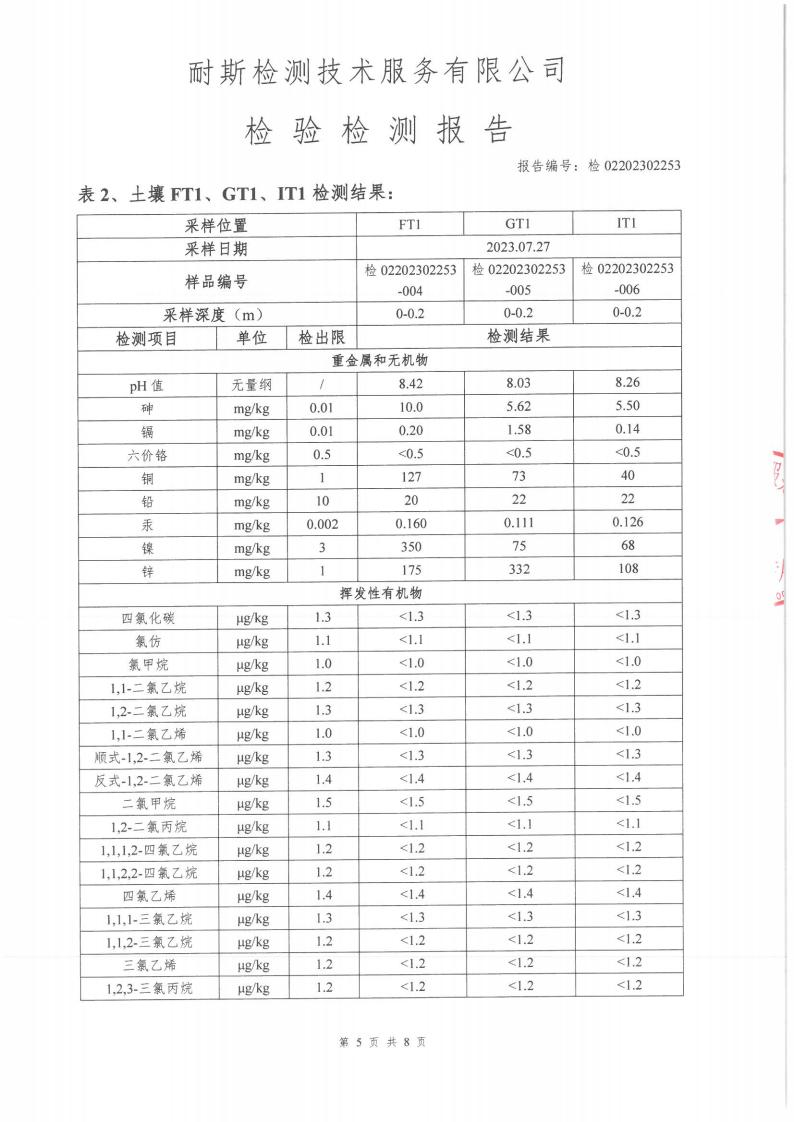 耐斯检测技术服务有限公司
检验检测报告
报告编号：检 02202302253
表 2、土壤 FT1、GT1、IT1 检测结果：
采样位置 FT1 GT1 IT1
采样日期 2023.07.27
样品编号 检 02202302253-004 检 02202302253-005 检 02202302253-006
采样深度（m） 0-0.2 0-0.2 0-0.2
检测项目 单位 检出限 检测结果
重金属和无机物
pH 值 无量纲 / 8.42 8.03 8.26
砷 mg/kg 0.01 10.0 5.62 5.50
镉 mg/kg 0.01 0.20 1.58 0.14
六价铬 mg/kg 0.5 <0.5 <0.5 <0.5
铜 mg/kg 1 127 73 40
铅 mg/kg 10 20 22 22
汞 mg/kg 0.002 0.160 0.111 0.126
镍 mg/kg 3 350 75 68
锌 mg/kg 1 175 332 108
挥发性有机物
四氯化碳 μg/kg 1.3 <1.3 <1.3 <1.3
氯仿 μg/kg 1.1 <1.1 <1.1 <1.1
氯甲烷 μg/kg 1.0 <1.0 <1.0 <1.0
1,1-二氯乙烷 μg/kg 1.2 <1.2 <1.2 <1.2
1,2-二氯乙烷 μg/kg 1.3 <1.3 <1.3 <1.3
1,1-二氯乙烯 μg/kg 1.0 <1.0 <1.0 <1.0
顺式-1,2-二氯乙烯 μg/kg 1.3 <1.3 <1.3 <1.3
反式-1,2-二氯乙烯 μg/kg 1.4 <1.4 <1.4 <1.4
二氯甲烷 μg/kg 1.5 <1.5 <1.5 <1.5
1,2-二氯丙烷 μg/kg 1.1 <1.1 <1.1 <1.1
1,1,1,2-四氯乙烷 μg/kg 1.2 <1.2 <1.2 <1.2
1,1,2,2-四氯乙烷 μg/kg 1.2 <1.2 <1.2 <1.2
四氯乙烯 μg/kg 1.4 <1.4 <1.4 <1.4
1,1,1-三氯乙烷 μg/kg 1.3 <1.3 <1.3 <1.3
1,1,2-三氯乙烷 μg/kg 1.2 <1.2 <1.2 <1.2
三氯乙烯 μg/kg 1.2 <1.2 <1.2 <1.2
1,2,3-三氯丙烷 μg/kg 1.2 <1.2 <1.2 <1.2
第 5 页 共 8 页